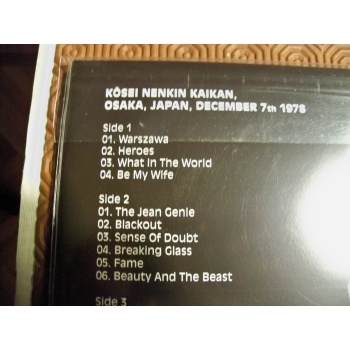 KŌSEI NENKIN KAIKAN,
OSAKA, JAPAN, DECEMBER 7th 1978
Side 1
01. Warszawa
02. Heroes
03. What In The World
04. Be My Wife
Side 2
01. The Jean Genie
02. Blackout
03. Sense Of Doubt
04. Breaking Glass
05. Fame
06. Beauty And The Beast
Side 3